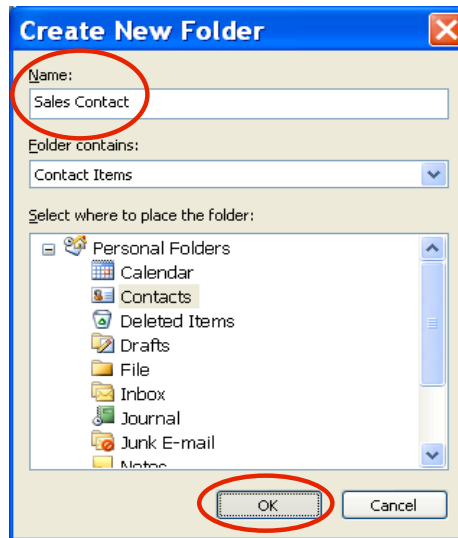 Create New Folder
Name:
Sales Contact
Folder contains:
Contact Items
Select where to place the folder:
Personal Folders
Calendar
Contacts
Deleted Items
Drafts
File
Inbox
Journal
Junk E-mail
Notes
OK Cancel